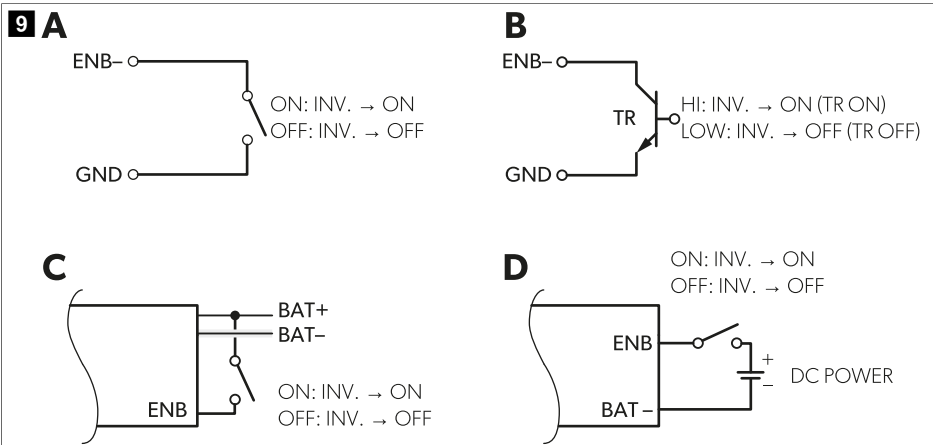 9 A
ENB–
ON: INV. → ON
OFF: INV. → OFF
GND
B
ENB–
TR
HI: INV. → ON (TR ON)
LOW: INV. → OFF (TR OFF)
GND
C
BAT+
BAT–
ENB
ON: INV. → ON
OFF: INV. → OFF
D
ON: INV. → ON
OFF: INV. → OFF
ENB
+
–
DC POWER
BAT –